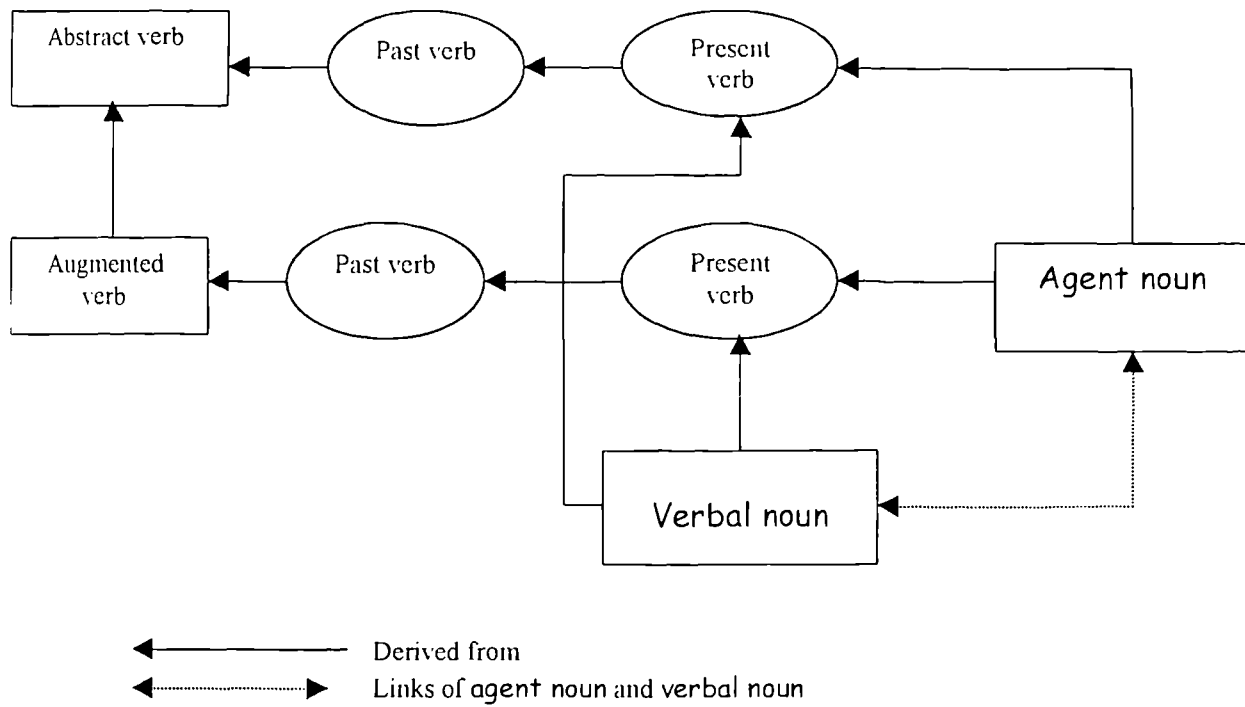 Abstract verb
Past verb
Present
verb
Augmented
verb
Past verb
Present
verb
Agent noun
Verbal noun
Derived from
Links of agent noun and verbal noun